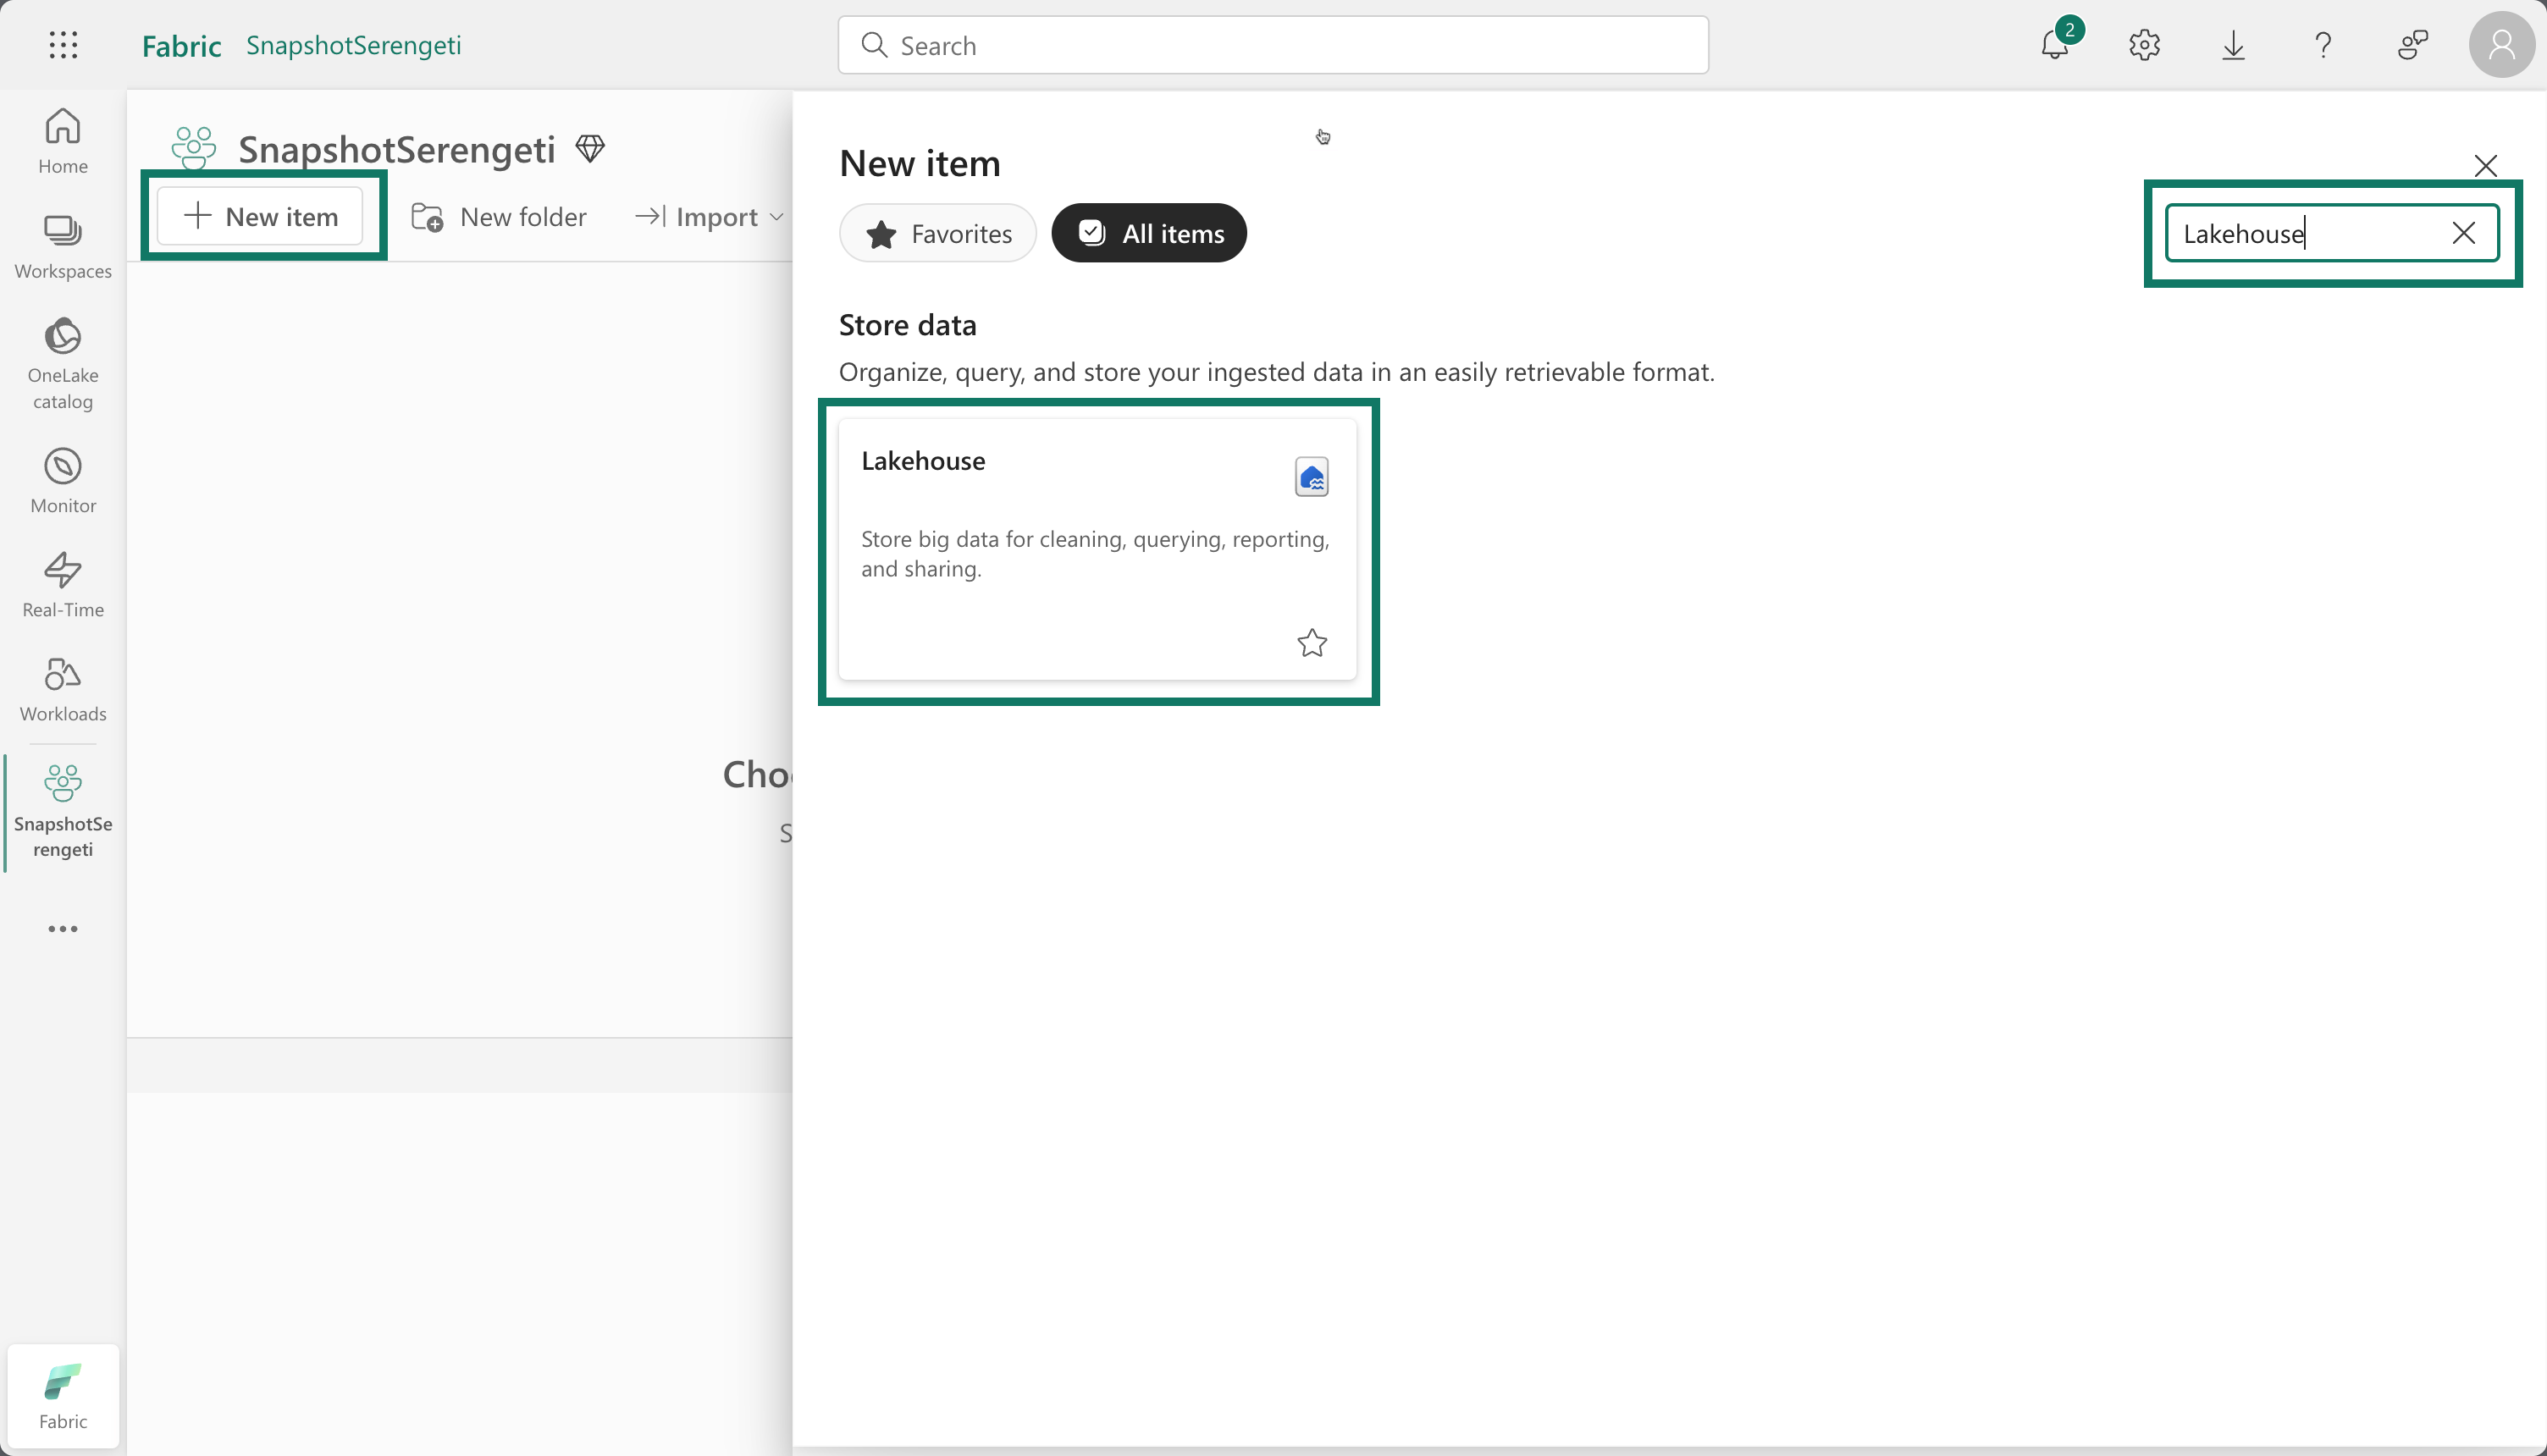 Fabric SnapshotSerengeti
Search
2
Home
Workspaces
OneLake
catalog
Monitor
Real-Time
Workloads
SnapshotSe
rengeti
Fabric
SnapshotSerengeti
New item
New folder
Import
Cho
S
New item
Favorites
All items
Lakehouse
Store data
Organize, query, and store your ingested data in an easily retrievable format.
Lakehouse
Store big data for cleaning, querying, reporting,
and sharing.